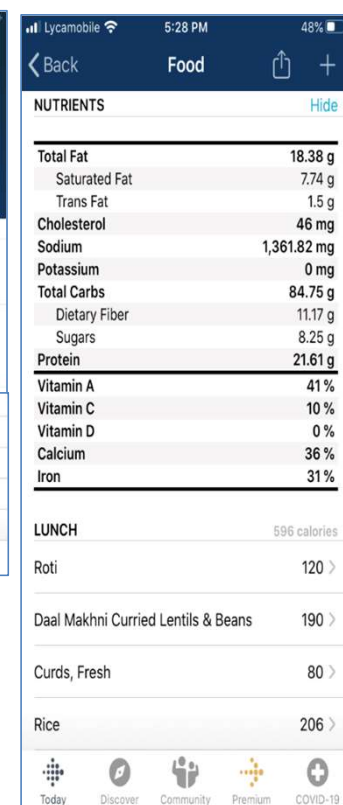 Lycamobile 5:28 PM 48%
Back Food
NUTRIENTS Hide
Total Fat 18.38 g
Saturated Fat 7.74 g
Trans Fat 1.5 g
Cholesterol 46 mg
Sodium 1,361.82 mg
Potassium 0 mg
Total Carbs 84.75 g
Dietary Fiber 11.17 g
Sugars 8.25 g
Protein 21.61 g
Vitamin A 41 %
Vitamin C 10 %
Vitamin D 0 %
Calcium 36 %
Iron 31 %
LUNCH 596 calories
Roti 120
Daal Makhni Curried Lentils & Beans 190
Curds, Fresh 80
Rice 206
Today Discover Community Premium COVID-19